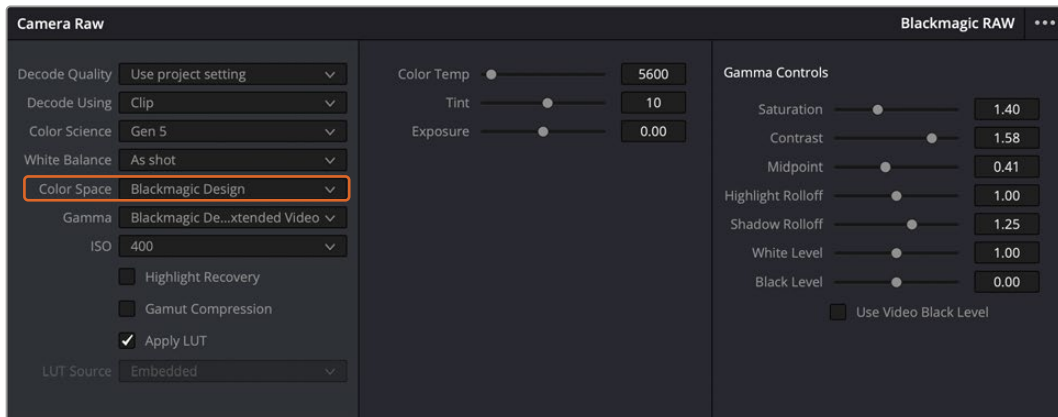 Camera Raw
Blackmagic RAW
Decode Quality Use project setting
Decode Using Clip
Color Science Gen 5
White Balance As shot
Color Space Blackmagic Design
Gamma Blackmagic De...xtended Video
ISO 400
Highlight Recovery
Gamut Compression
Apply LUT
LUT Source Embedded
Color Temp 5600
Tint 10
Exposure 0.00
Gamma Controls
Saturation 1.40
Contrast 1.58
Midpoint 0.41
Highlight Rolloff 1.00
Shadow Rolloff 1.25
White Level 1.00
Black Level 0.00
Use Video Black Level